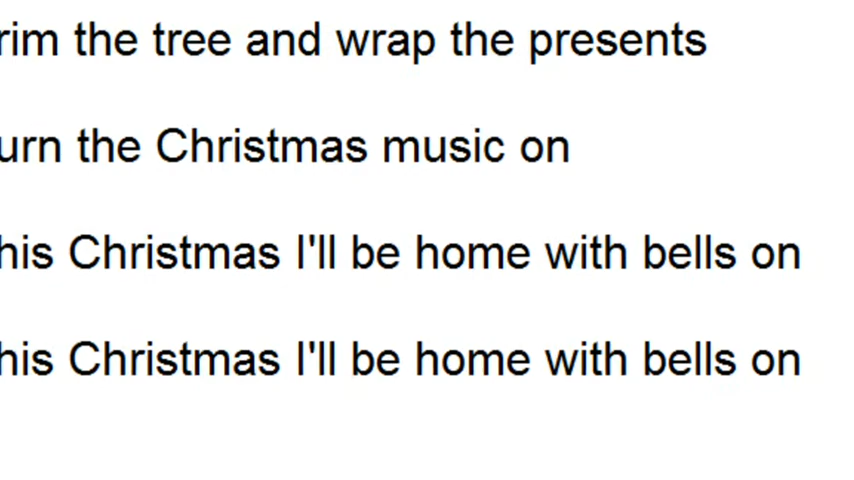 rim the tree and wrap the presents
urn the Christmas music on
his Christmas I'll be home with bells on
his Christmas I'll be home with bells on